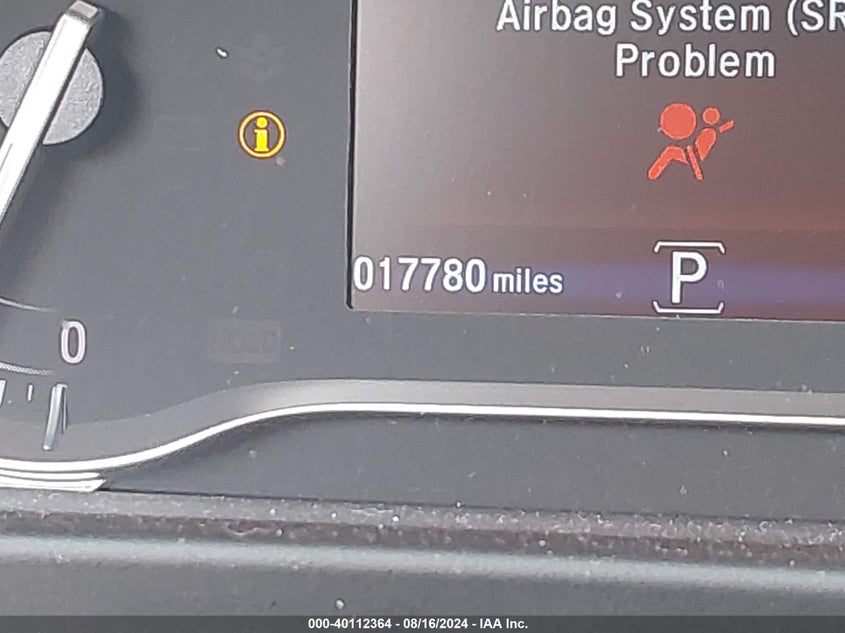 Airbag System (SR
Problem
i
017780 miles
P
0
000-40112364 - 08/16/2024 - IAA Inc.